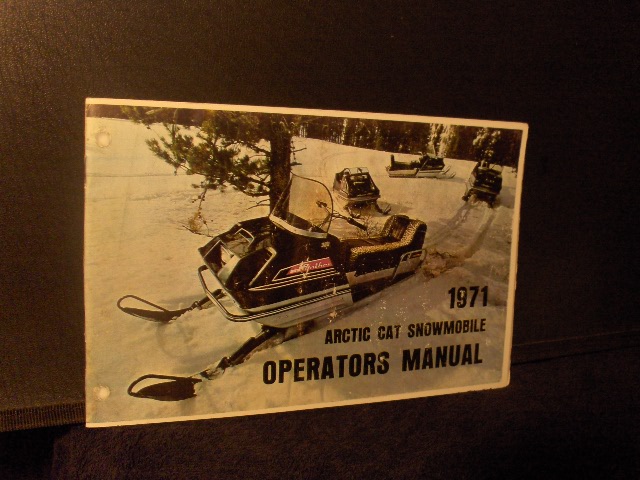 1971
ARCTIC CAT SNOWMOBILE
OPERATORS MANUAL